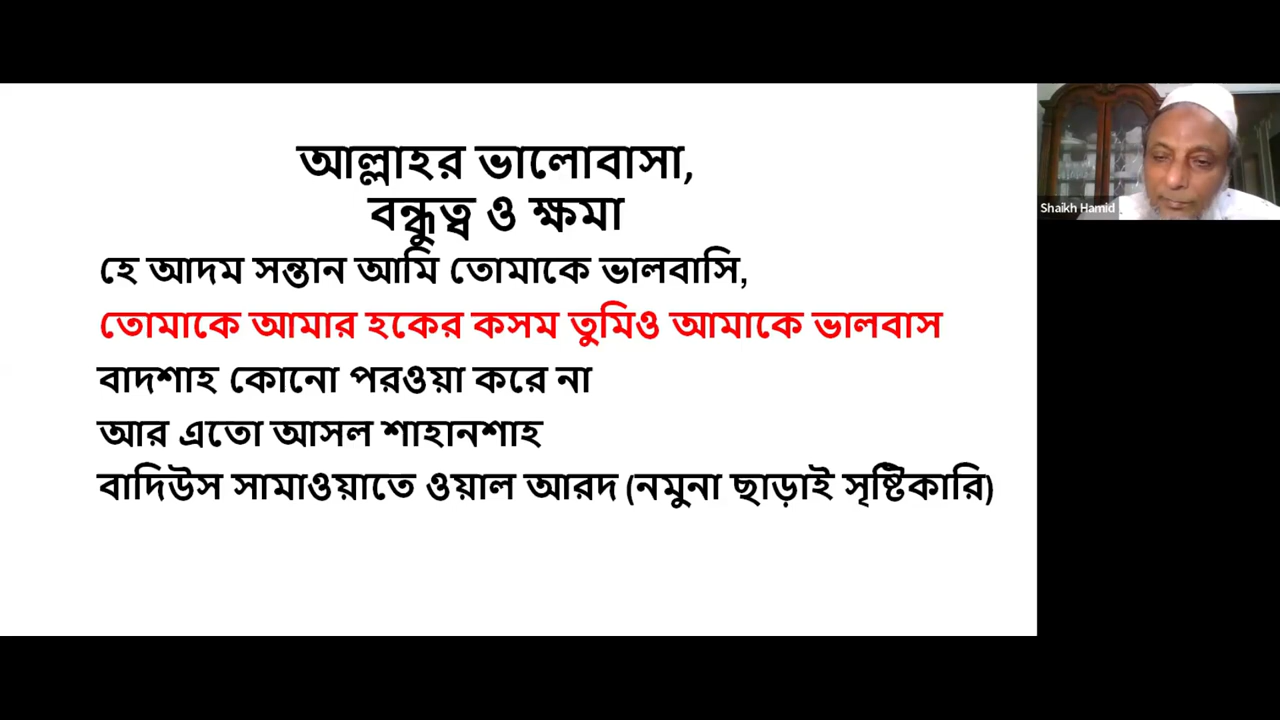 আল্লাহর ভালোবাসা,
বন্ধুত্ব ও ক্ষমা
হে আদম সন্তান আমি তোমাকে ভালবাসি,
তোমাকে আমার হকের কসম তুমিও আমাকে ভালবাস
বাদশাহ কোনো পরওয়া করে না
আর এতো আসল শাহানশাহ
বাদিউস সামাওয়াতে ওয়াল আরদ (নমুনা ছাড়াই সৃষ্টিকারি)
Shaikh Hamid